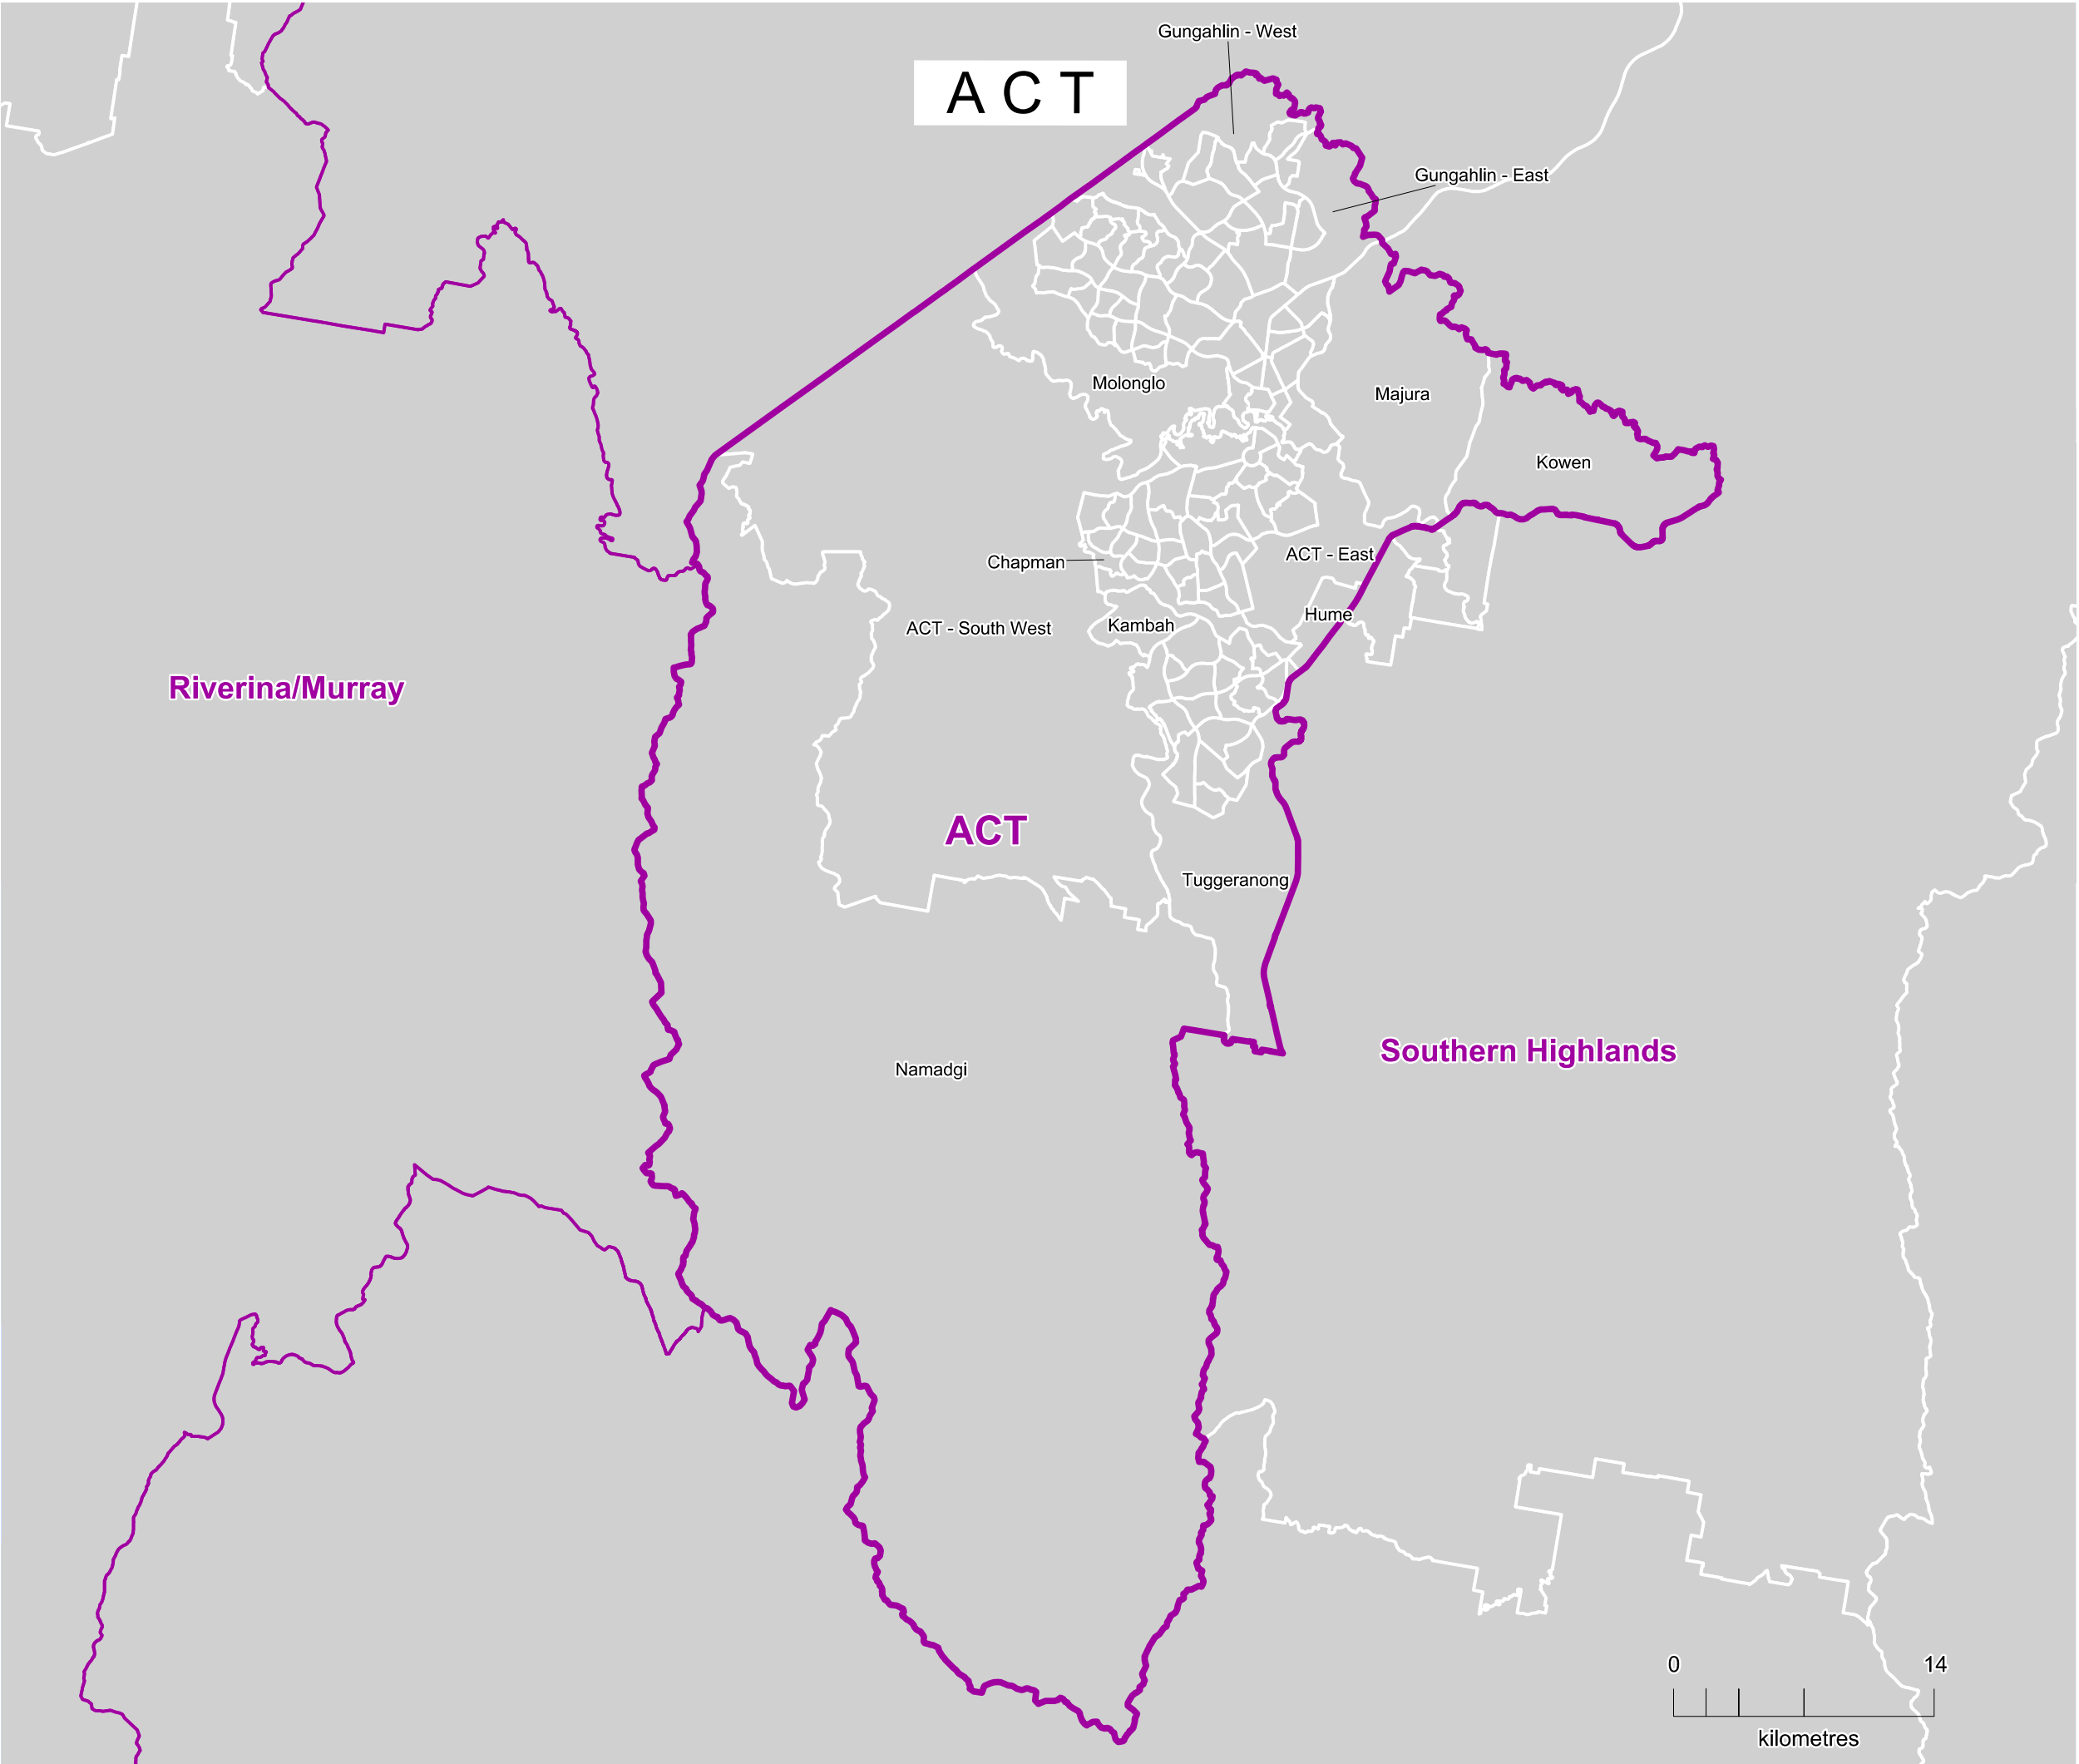 Gungahlin - West
A C T
Gungahlin - East
Molonglo
Majura
Kowen
ACT - East
Chapman
Hume
Kambah
ACT - South West
Riverina/Murray
ACT
Tuggeranong
Southern Highlands
Namadgi
0 14
kilometres